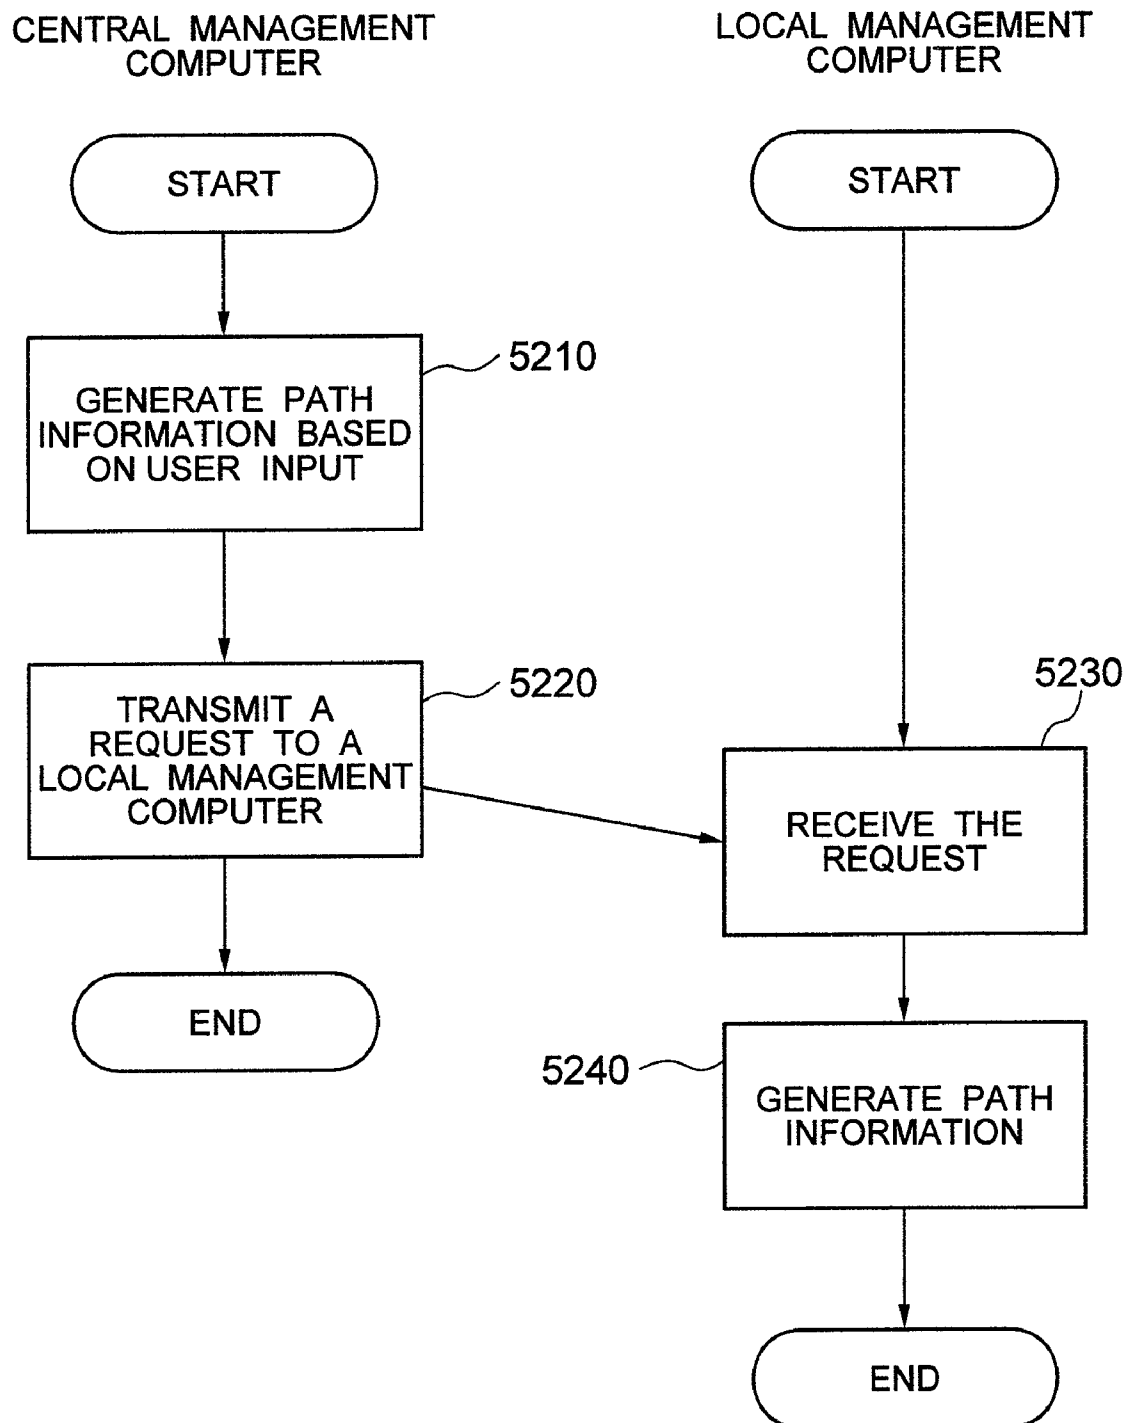 CENTRAL MANAGEMENT
COMPUTER
START
5210
GENERATE PATH
INFORMATION BASED
ON USER INPUT
5220
TRANSMIT A
REQUEST TO A
LOCAL MANAGEMENT
COMPUTER
END
LOCAL MANAGEMENT
COMPUTER
START
5230
RECEIVE THE
REQUEST
5240
GENERATE PATH
INFORMATION
END